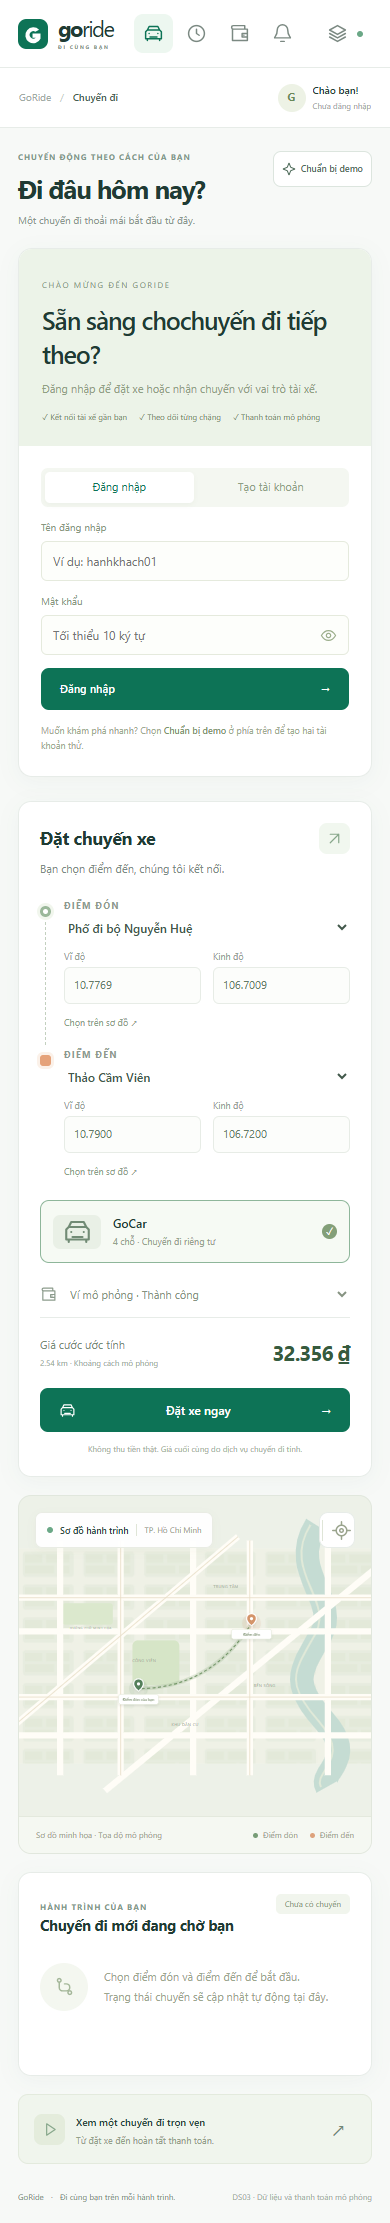 goride
ĐI CÙNG BẠN
GoRide / Chuyến đi
G
Chào bạn!
Chưa đăng nhập
CHUYỂN ĐỘNG THEO CÁCH CỦA BẠN
Đi đâu hôm nay?
Một chuyến đi thoải mái bắt đầu từ đây.
Chuẩn bị demo
CHÀO MỪNG ĐẾN GORIDE
Sẵn sàng chochuyến đi tiếp
theo?
Đăng nhập để đặt xe hoặc nhận chuyến với vai trò tài xế.
✓ Kết nối tài xế gần bạn ✓ Theo dõi từng chặng ✓ Thanh toán mô phỏng
Đăng nhập
Tạo tài khoản
Tên đăng nhập
Ví dụ: hanhkhach01
Mật khẩu
Tối thiểu 10 ký tự
Đăng nhập →
Muốn khám phá nhanh? Chọn Chuẩn bị demo ở phía trên để tạo hai tài
khoản thử.
Đặt chuyến xe
Bạn chọn điểm đến, chúng tôi kết nối.
ĐIỂM ĐÓN
Phố đi bộ Nguyễn Huệ
Vĩ độ
Kinh độ
10.7769
106.7009
Chọn trên sơ đồ ↗
ĐIỂM ĐẾN
Thảo Cầm Viên
Vĩ độ
Kinh độ
10.7900
106.7200
Chọn trên sơ đồ ↗
GoCar
4 chỗ · Chuyến đi riêng tư
Ví mô phỏng · Thành công
Giá cước ước tính
2.54 km · Khoảng cách mô phỏng
32.356 ₫
Đặt xe ngay →
Không thu tiền thật. Giá cuối cùng do dịch vụ chuyến đi tính.
Sơ đồ hành trình
TP. Hồ Chí Minh
TRUNG TÂM
Điểm đến
Điểm đón của bạn
Sơ đồ minh họa · Tọa độ mô phỏng
Điểm đón
Điểm đến
HÀNH TRÌNH CỦA BẠN
Chuyến đi mới đang chờ bạn
Chưa có chuyến
Chọn điểm đón và điểm đến để bắt đầu.
Trạng thái chuyến sẽ cập nhật tự động tại đây.
Xem một chuyến đi trọn vẹn
Từ đặt xe đến hoàn tất thanh toán.
GoRide · Đi cùng bạn trên mỗi hành trình.
DS03 · Dữ liệu và thanh toán mô phỏng